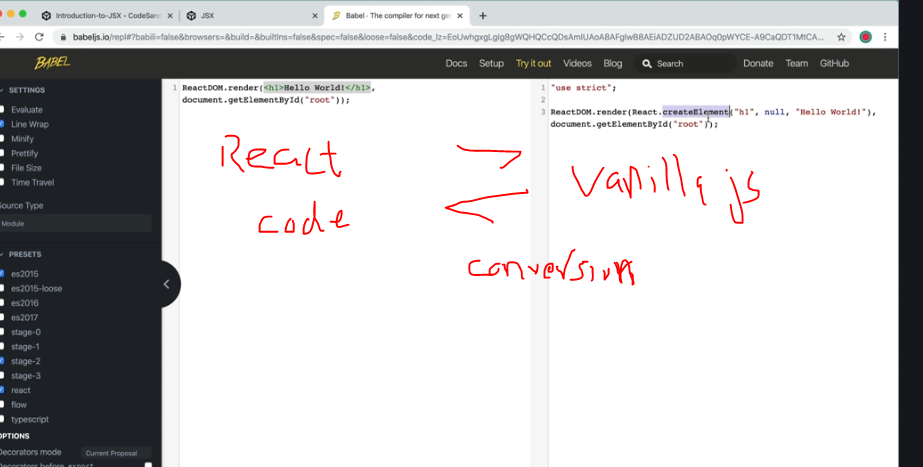 Introduction-to-JSX - CodeSand
JSX
Babel · The compiler for next ge
babeljs.io/repl#?babili=false&browsers=&build=&builtIns=false&spec=false&loose=false&code_lz=
BABEL
Docs Setup Try it out Videos Blog Search Donate Team GitHub
SETTINGS
Evaluate
Line Wrap
Minify
Prettify
File Size
Time Travel
Source Type
Module
PRESETS
es2015
es2015-loose
es2016
es2017
stage-0
stage-1
stage-2
stage-3
react
flow
typescript
OPTIONS
Decorators mode Current Proposal
Decorators before export
1 ReactDOM.render(<h1>Hello World!</h1>,
document.getElementById("root"));
1 "use strict";
2
3 ReactDOM.render(React.createElement("h1", null, "Hello World!"),
document.getElementById("root"));
React
code
Vanilla js
conversion